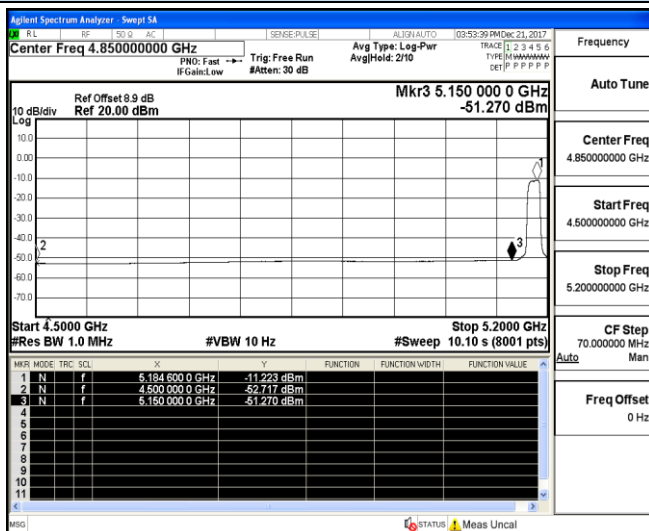 Agilent Spectrum Analyzer - Swept SA
RL RF 50 Ω AC SENSE:PULSE ALIGN AUTO 03:53:39 PM Dec 21, 2017
Center Freq 4.850000000 GHz
PNO: Fast
IFGain:Low
Trig: Free Run
#Atten: 30 dB
Avg Type: Log-Pwr
Avg|Hold: 2/10
TRACE 1 2 3 4 5 6
TYPE M
DET P P P P P P
Ref Offset 8.9 dB
Ref 20.00 dBm
10 dB/div
Log
Mkr3 5.150 000 0 GHz
-51.270 dBm
10.0
0.00
-10.0
-20.0
-30.0
-40.0
-50.0
-60.0
-70.0
1
2
3
Start 4.5000 GHz
#Res BW 1.0 MHz
#VBW 10 Hz
Stop 5.2000 GHz
#Sweep 10.10 s (8001 pts)
MKR MODE TRC SCL X Y FUNCTION FUNCTION WIDTH FUNCTION VALUE
1 N f 5.184 600 0 GHz -11.223 dBm
2 N f 4.500 000 0 GHz -52.717 dBm
3 N f 5.150 000 0 GHz -51.270 dBm
4
5
6
7
8
9
10
11
MSG
STATUS
Meas Uncal
Frequency
Auto Tune
Center Freq
4.850000000 GHz
Start Freq
4.500000000 GHz
Stop Freq
5.200000000 GHz
CF Step
70.000000 MHz
Auto Man
Freq Offset
0 Hz